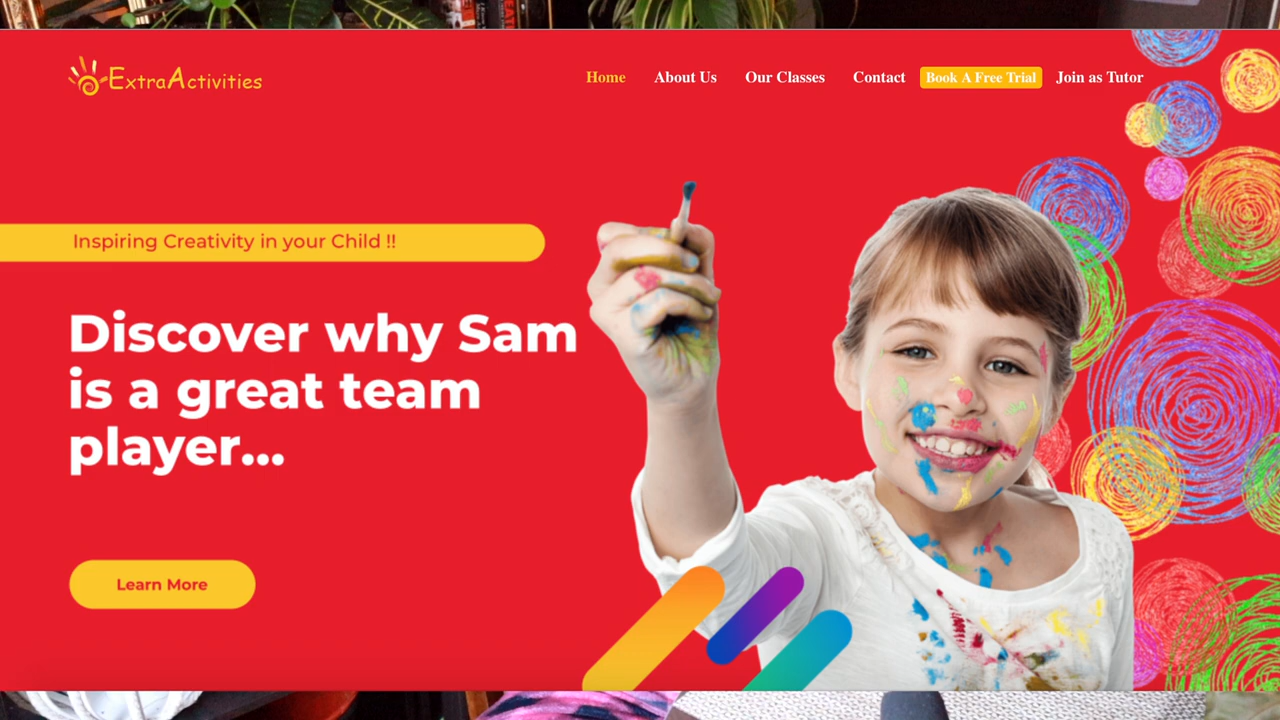 ExtraActivities
Home About Us Our Classes Contact Book A Free Trial Join as Tutor
Inspiring Creativity in your Child !!
Discover why Sam
is a great team
player...
Learn More